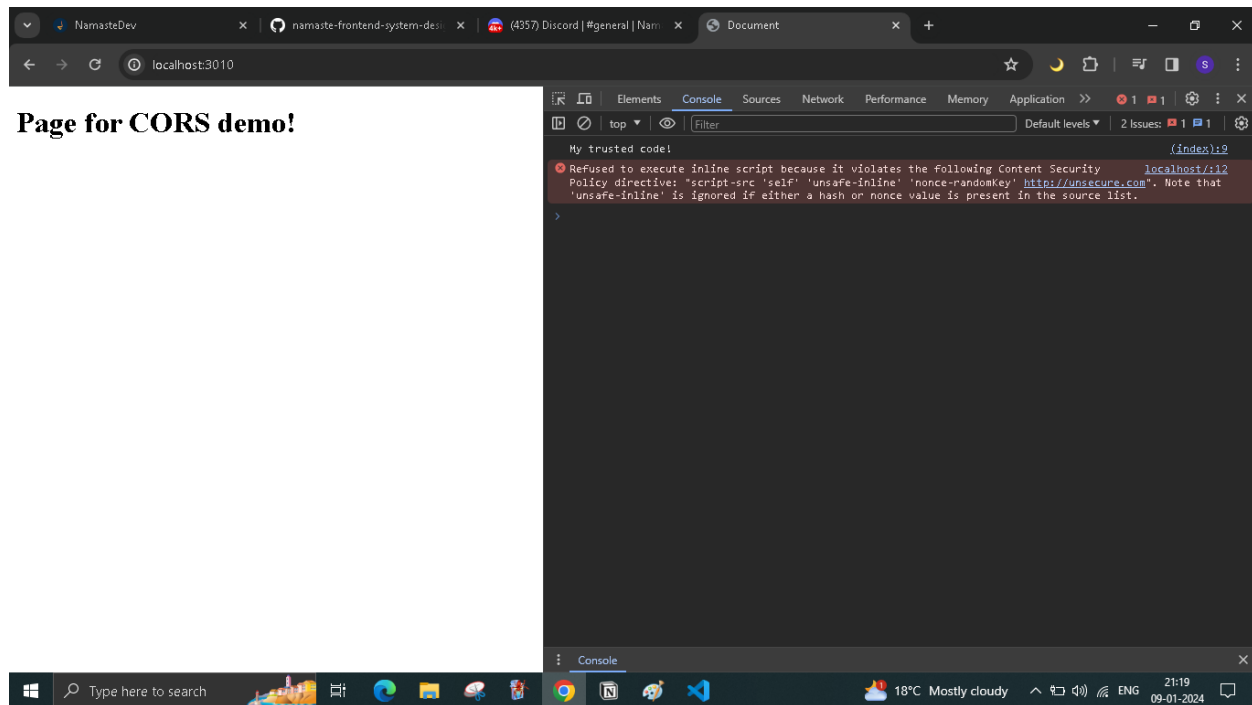 NamasteDev
namaste-frontend-system-desi
(4357) Discord | #general | Nam
Document
localhost:3010
S
Page for CORS demo!
Elements Console Sources Network Performance Memory Application 1 1
top Filter Default levels 2 Issues: 1 1
My trusted code! (index):9
Refused to execute inline script because it violates the following Content Security localhost/:12
Policy directive: "script-src 'self' 'unsafe-inline' 'nonce-randomKey' http://unsecure.com". Note that
'unsafe-inline' is ignored if either a hash or nonce value is present in the source list.
Console
Type here to search
18°C Mostly cloudy
ENG
21:19
09-01-2024